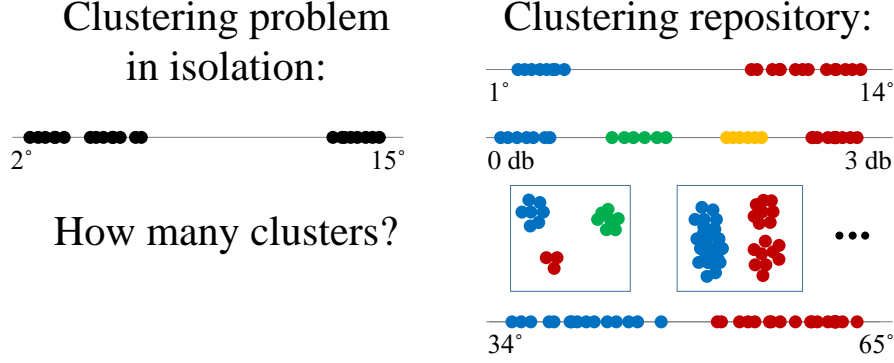 Clustering problem
in isolation:
2˚
15˚
How many clusters?
Clustering repository:
1˚
14˚
0 db
3 db
...
34˚
65˚